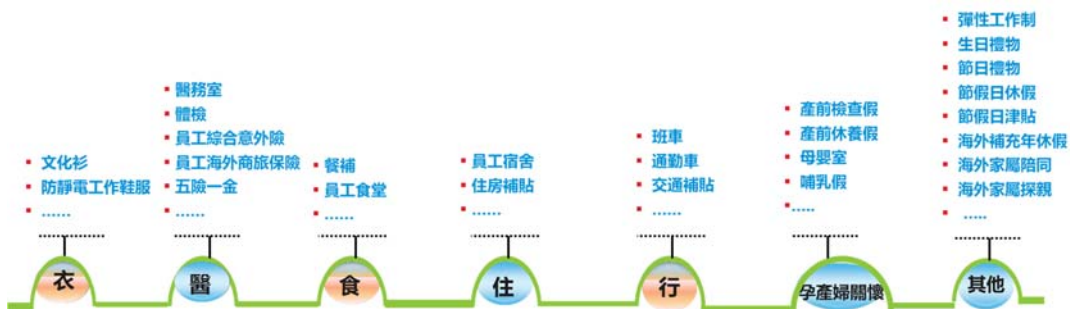 文化衫
防靜電工作鞋服
......
衣
醫務室
體檢
員工綜合意外險
員工海外商旅保險
五險一金
......
醫
餐補
員工食堂
......
食
員工宿舍
住房補貼
......
住
班車
通勤車
交通補貼
......
行
產前檢查假
產前休養假
母嬰室
哺乳假
.....
孕產婦關懷
彈性工作制
生日禮物
節日禮物
節假日休假
節假日津貼
海外補充年休假
海外家屬陪同
海外家屬探親
.....
其他